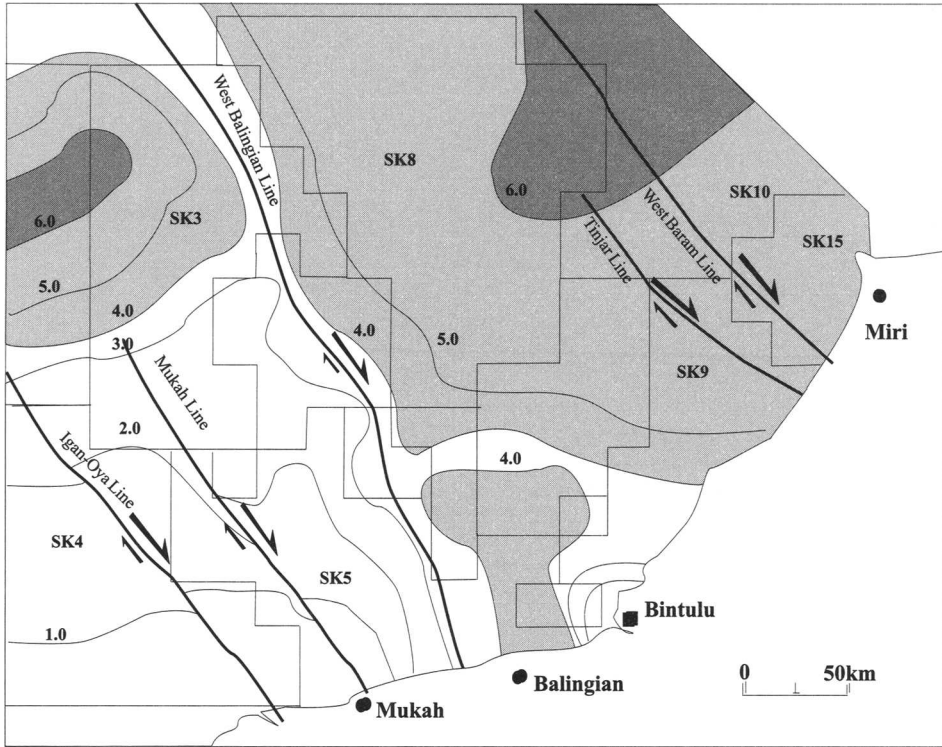 West Balingian Line
SK8
6.0
SK10
SK3
6.0
West Baram Line
Tinjar Line
SK15
5.0
4.0
3.0
4.0
5.0
Miri
Mukah Line
SK9
2.0
Igan-Oya Line
4.0
SK4
SK5
1.0
Bintulu
0 50km
Balingian
Mukah